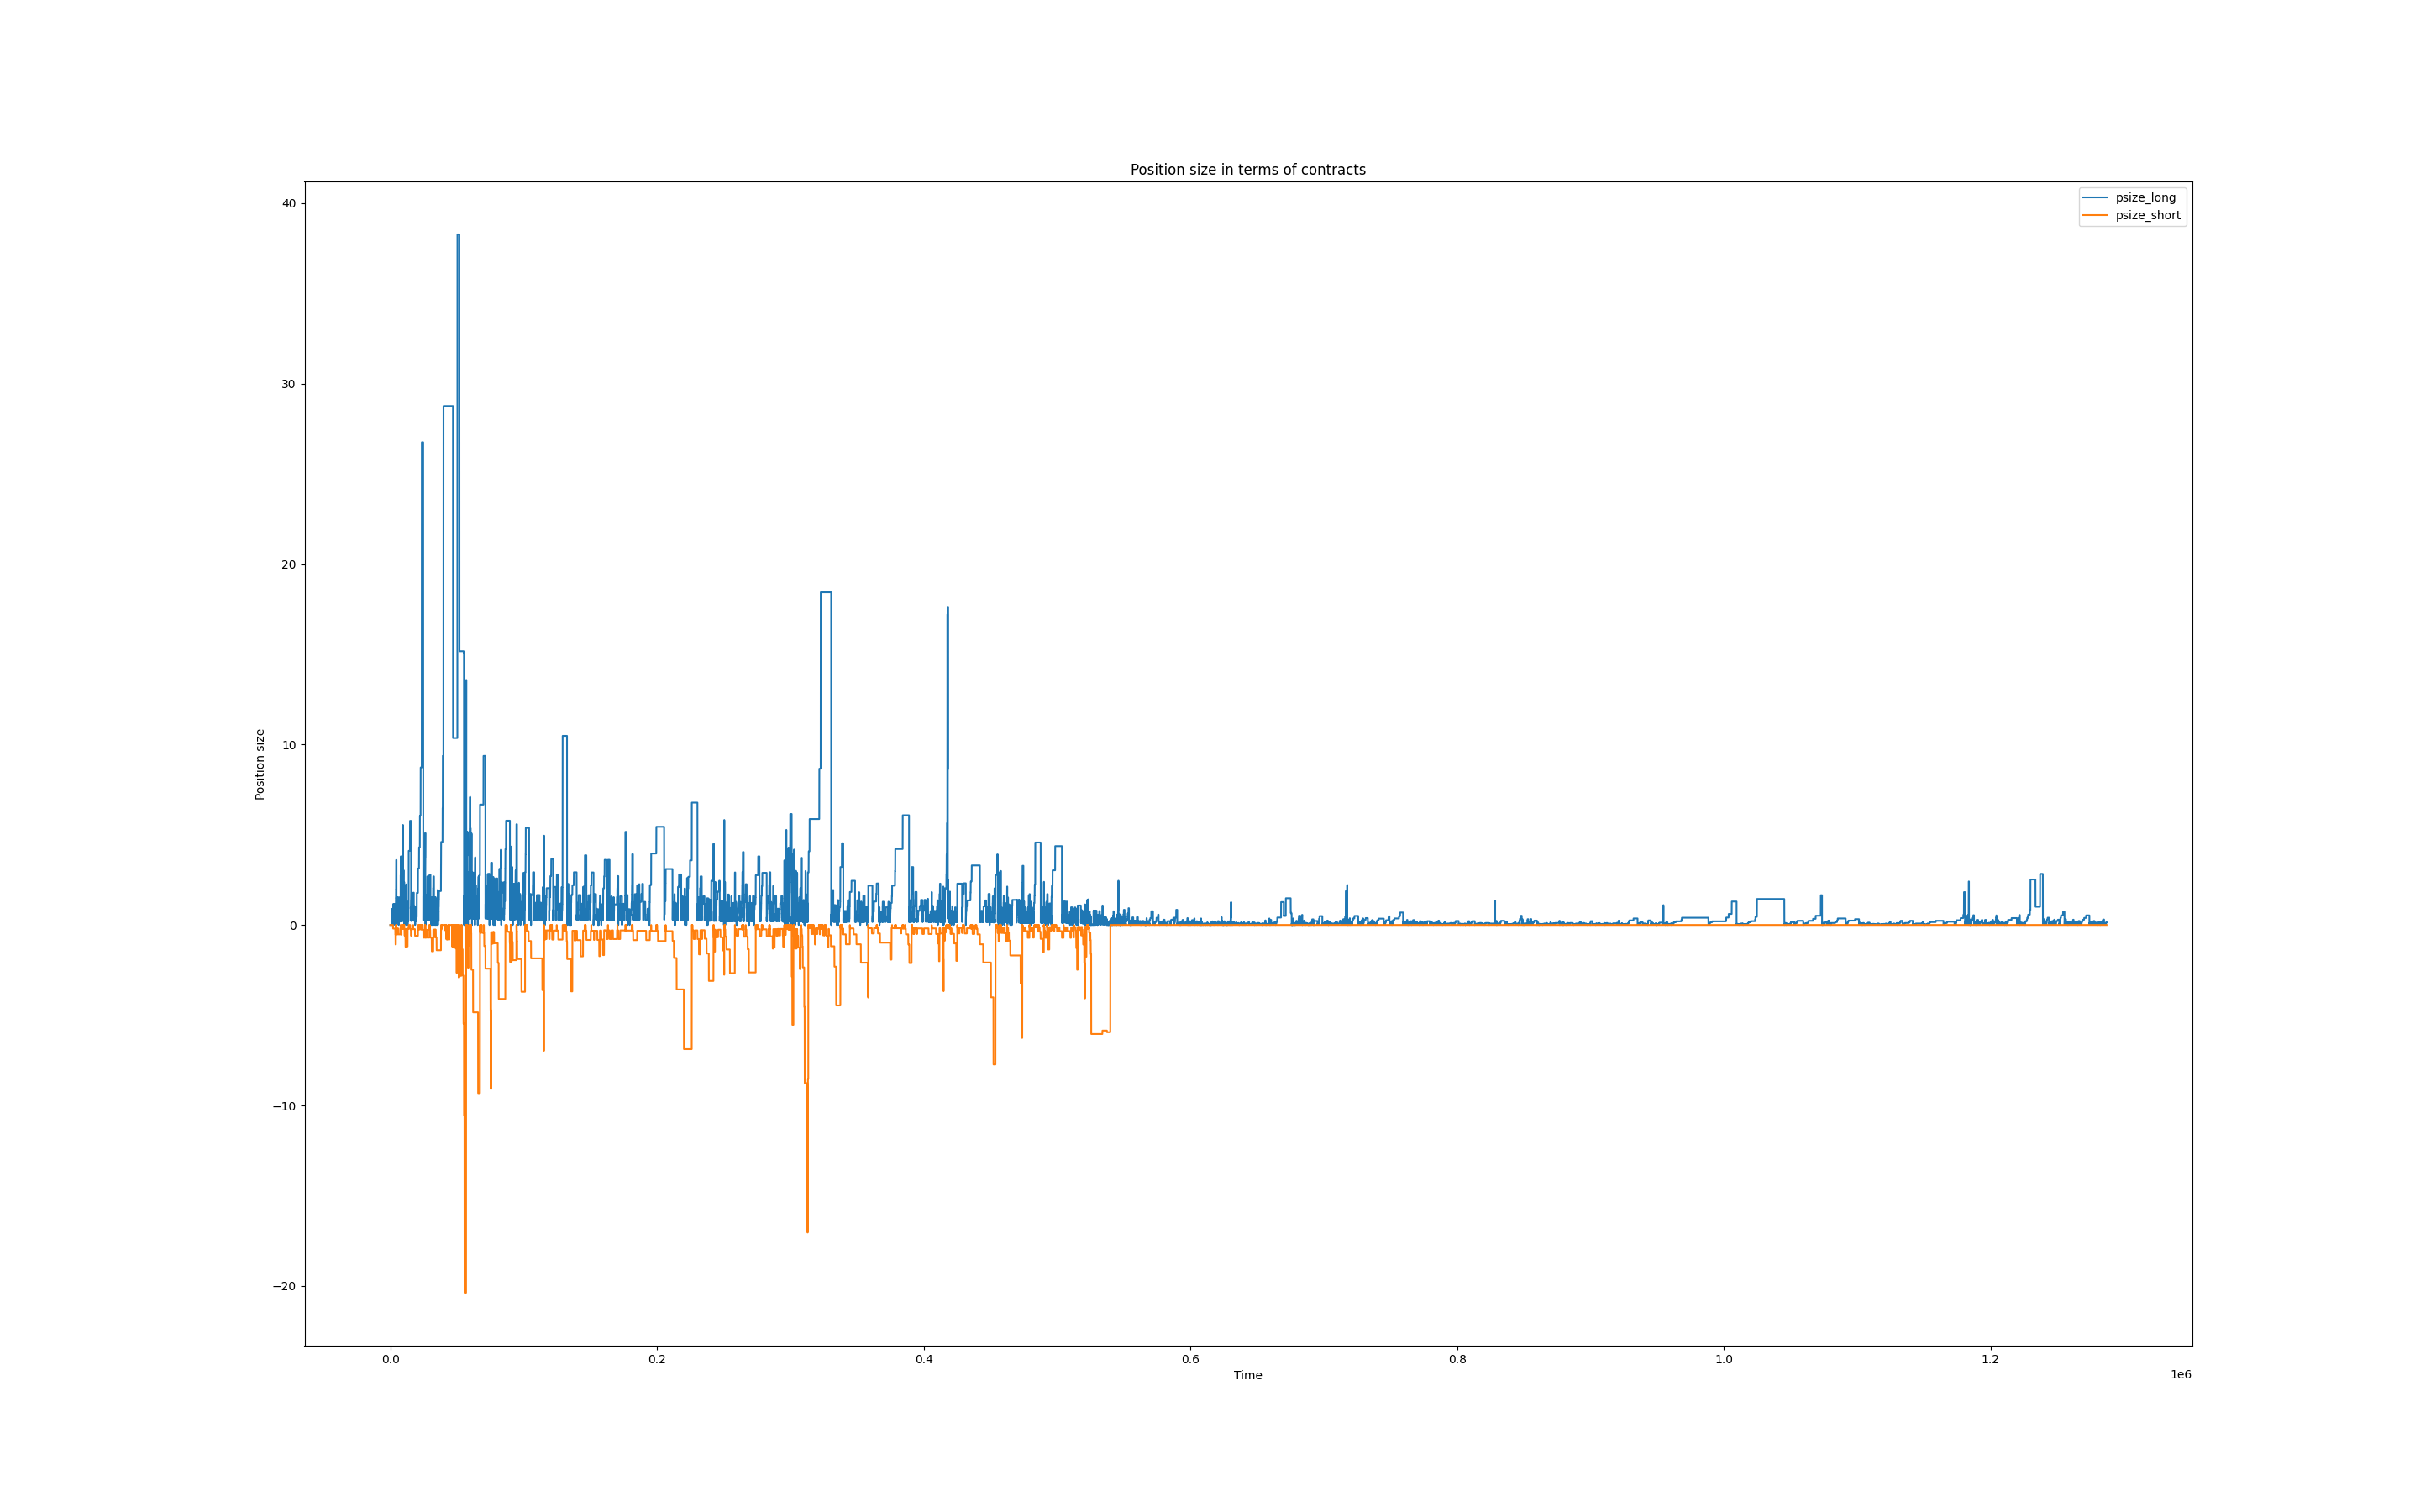 Position size in terms of contracts
psize_long
psize_short
Position size
40
30
20
10
0
−10
−20
0.0 0.2 0.4 0.6 0.8 1.0 1.2
Time
1e6